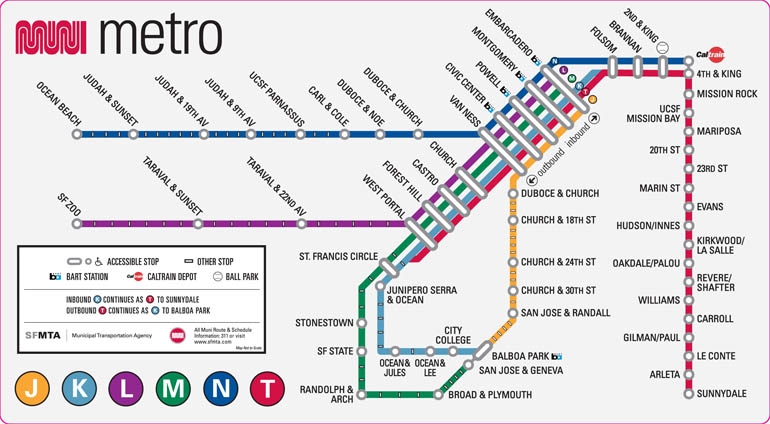 MUNI metro
EMBARCADERO
MONTGOMERY
POWELL
CIVIC CENTER
VAN NESS
CHURCH
CASTRO
FOREST HILL
WEST PORTAL
FOLSOM
BRANNAN
2ND & KING
Caltrain
4TH & KING
MISSION ROCK
UCSF
MISSION BAY
MARIPOSA
20TH ST
23RD ST
MARIN ST
EVANS
HUDSON/INNES
KIRKWOOD/
LA SALLE
OAKDALE/PALOU
REVERE/
SHAFTER
WILLIAMS
CARROLL
GILMAN/PAUL
LE CONTE
ARLETA
SUNNYDALE
N
L
M
K
T
J
outbound inbound
OCEAN BEACH
JUDAH & SUNSET
JUDAH & 19TH AV
JUDAH & 9TH AV
UCSF PARNASSUS
CARL & COLE
DUBOCE & NOE
DUBOCE & CHURCH
SF ZOO
TARAVAL & SUNSET
TARAVAL & 22ND AV
DUBOCE & CHURCH
CHURCH & 18TH ST
CHURCH & 24TH ST
CHURCH & 30TH ST
SAN JOSE & RANDALL
BALBOA PARK
SAN JOSE & GENEVA
ST. FRANCIS CIRCLE
JUNIPERO SERRA
& OCEAN
CITY
COLLEGE
OCEAN &
JULES
OCEAN &
LEE
STONESTOWN
SF STATE
RANDOLPH &
ARCH
BROAD & PLYMOUTH
ACCESSIBLE STOP
OTHER STOP
BART STATION
Caltrain CALTRAIN DEPOT
BALL PARK
INBOUND K CONTINUES AS T TO SUNNYDALE
OUTBOUND T CONTINUES AS K TO BALBOA PARK
SFMTA Municipal Transportation Agency
All Muni Route & Schedule
Information: 311 or visit
www.sfmta.com
Map Not to Scale
J K L M N T